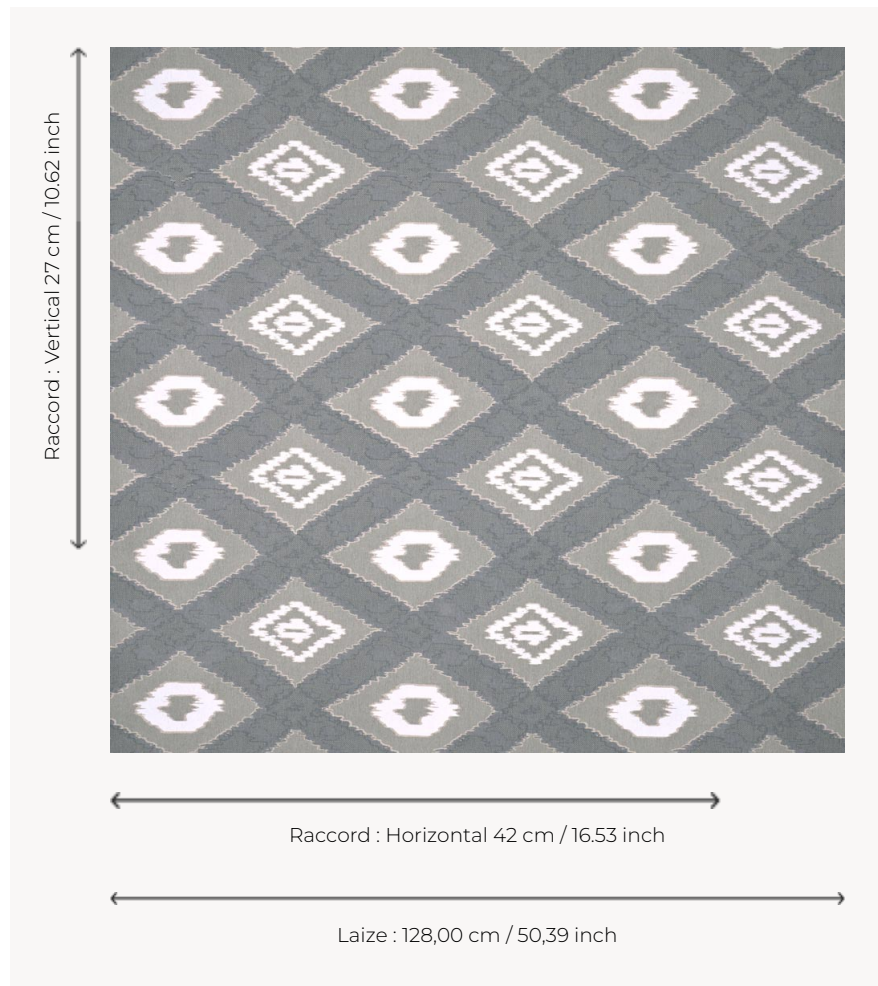 Raccord : Vertical 27 cm / 10.62 inch
Raccord : Horizontal 42 cm / 16.53 inch
Laize : 128,00 cm / 50,39 inch